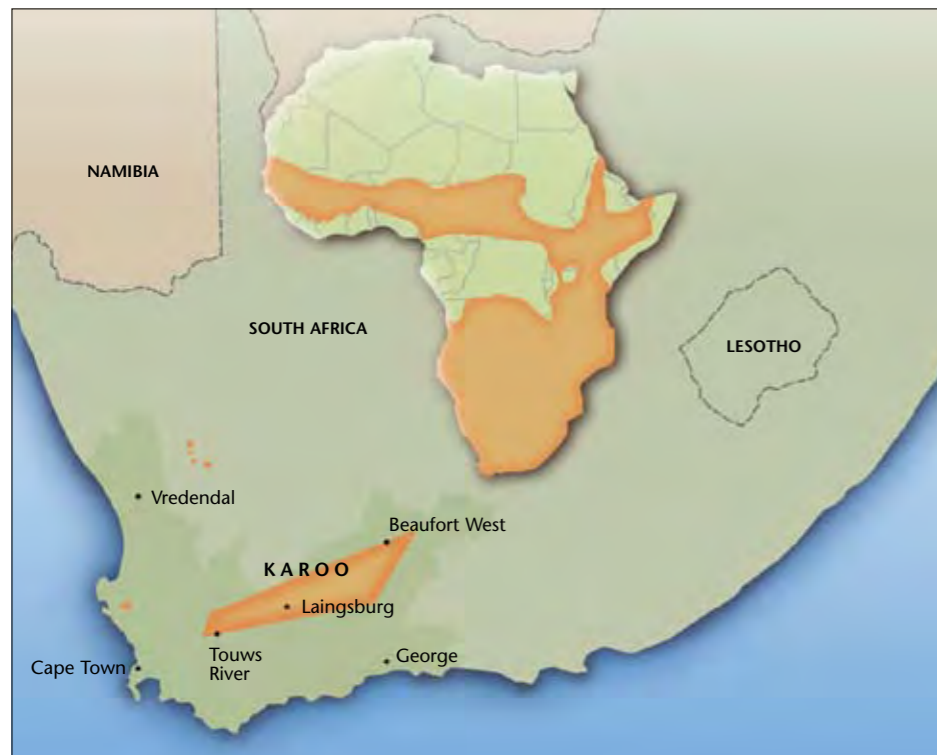 NAMIBIA
SOUTH AFRICA
LESOTHO
Vredendal
Beaufort West
KAROO
Laingsburg
Touws
River
George
Cape Town